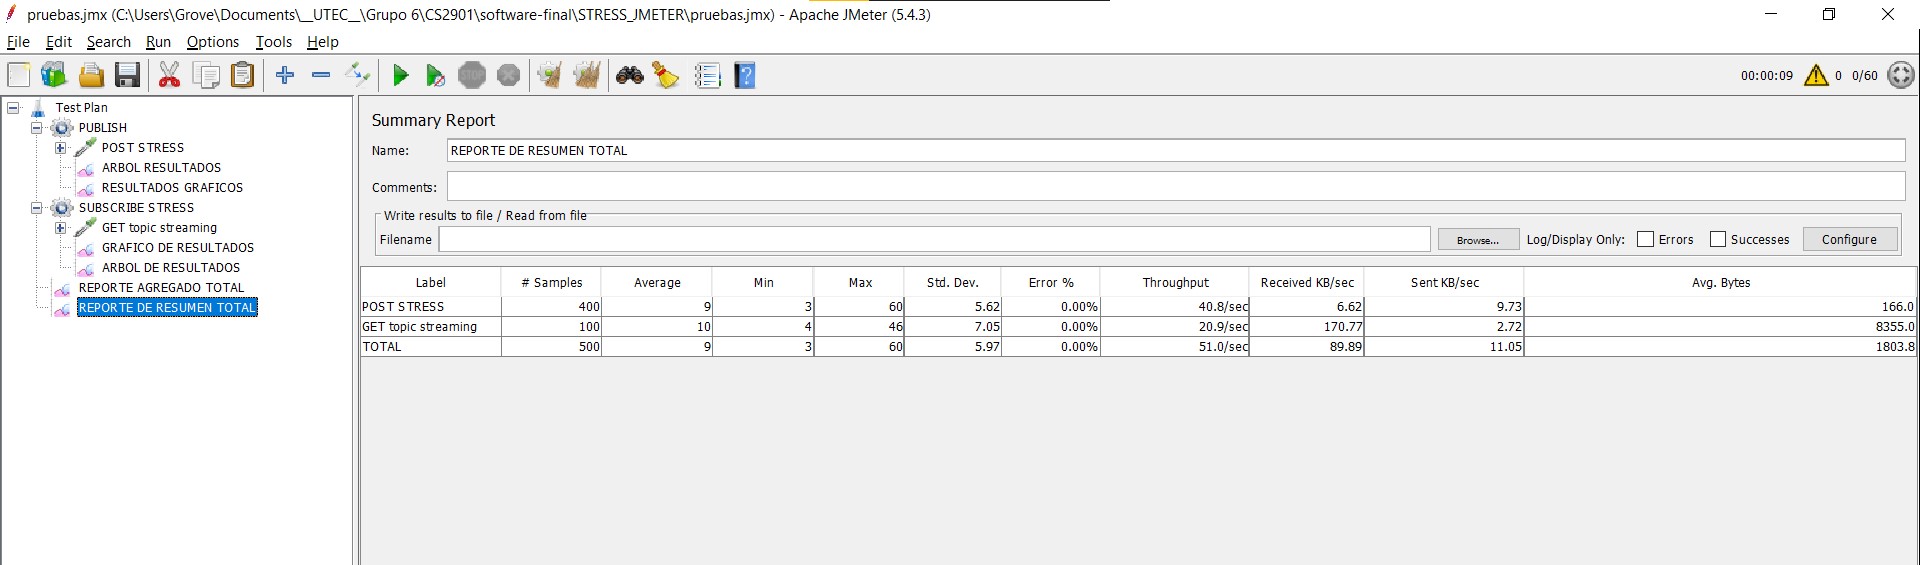 pruebas.jmx (C:\Users\Grove\Documents\__UTEC__\Grupo 6\CS2901\software-final\STRESS_JMETER\pruebas.jmx) - Apache JMeter (5.4.3)
File Edit Search Run Options Tools Help
STOP
00:00:09 0 0/60
Test Plan
PUBLISH
POST STRESS
ARBOL RESULTADOS
RESULTADOS GRAFICOS
SUBSCRIBE STRESS
GET topic streaming
GRAFICO DE RESULTADOS
ARBOL DE RESULTADOS
REPORTE AGREGADO TOTAL
REPORTE DE RESUMEN TOTAL
Summary Report
Name: REPORTE DE RESUMEN TOTAL
Comments:
Write results to file / Read from file
Filename Browse... Log/Display Only: Errors Successes Configure
Label # Samples Average Min Max Std. Dev. Error % Throughput Received KB/sec Sent KB/sec Avg. Bytes
POST STRESS 400 9 3 60 5.62 0.00% 40.8/sec 6.62 9.73 166.0
GET topic streaming 100 10 4 46 7.05 0.00% 20.9/sec 170.77 2.72 8355.0
TOTAL 500 9 3 60 5.97 0.00% 51.0/sec 89.89 11.05 1803.8